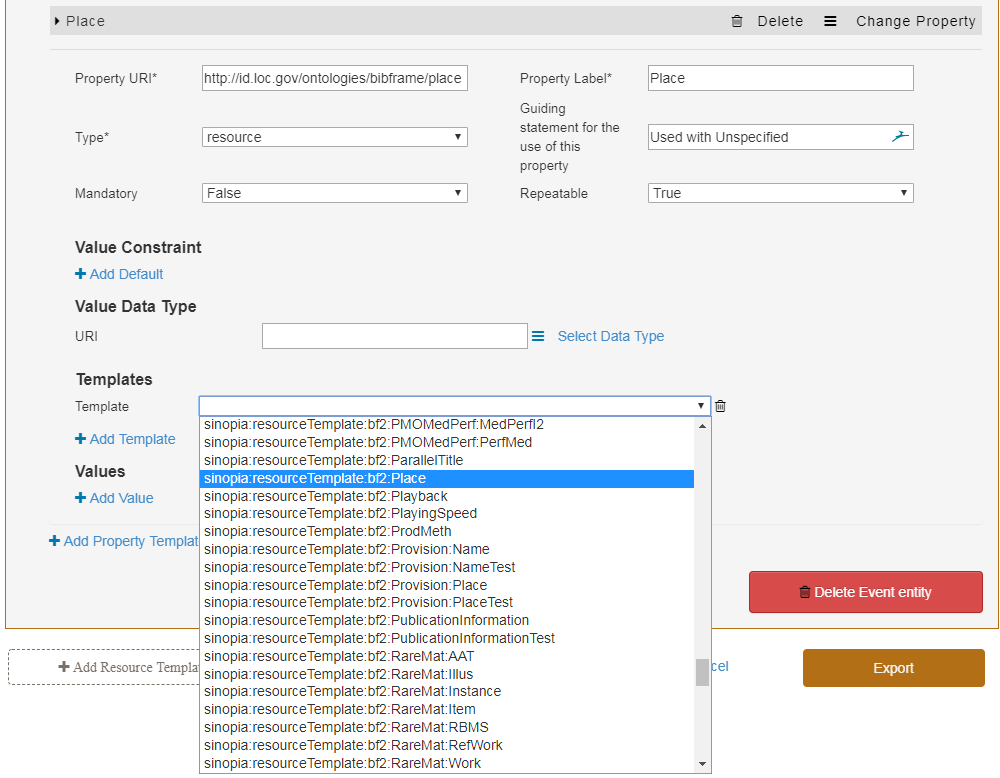 Place Delete Change Property
Property URI* http://id.loc.gov/ontologies/bibframe/place Property Label* Place
Guiding
statement for the
use of this
property
Type* resource Used with Unspecified
Mandatory False Repeatable True
Value Constraint
Add Default
Value Data Type
URI Select Data Type
Templates
Template
sinopia:resourceTemplate:bf2:PMOMedPerf:MedPerfI2
sinopia:resourceTemplate:bf2:PMOMedPerf:PerfMed
sinopia:resourceTemplate:bf2:ParallelTitle
sinopia:resourceTemplate:bf2:Place
sinopia:resourceTemplate:bf2:Playback
sinopia:resourceTemplate:bf2:PlayingSpeed
sinopia:resourceTemplate:bf2:ProdMeth
sinopia:resourceTemplate:bf2:Provision:Name
sinopia:resourceTemplate:bf2:Provision:NameTest
sinopia:resourceTemplate:bf2:Provision:Place
sinopia:resourceTemplate:bf2:Provision:PlaceTest
sinopia:resourceTemplate:bf2:PublicationInformation
sinopia:resourceTemplate:bf2:PublicationInformationTest
sinopia:resourceTemplate:bf2:RareMat:AAT
sinopia:resourceTemplate:bf2:RareMat:Illus
sinopia:resourceTemplate:bf2:RareMat:Instance
sinopia:resourceTemplate:bf2:RareMat:Item
sinopia:resourceTemplate:bf2:RareMat:RBMS
sinopia:resourceTemplate:bf2:RareMat:RefWork
sinopia:resourceTemplate:bf2:RareMat:Work
Add Template
Values
Add Value
Add Property Templat
Delete Event entity
Add Resource Templa cel Export